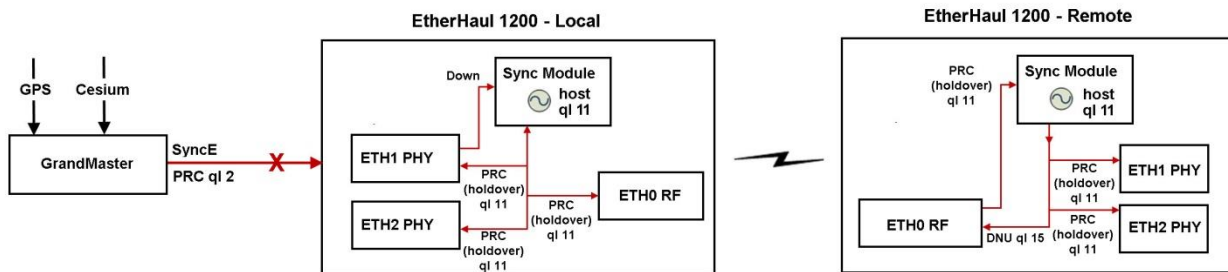 EtherHaul 1200 - Local
EtherHaul 1200 - Remote
GPS
Cesium
GrandMaster
SyncE
X
PRC ql 2
Down
Sync Module
host
ql 11
ETH1 PHY
PRC
(holdover)
ql 11
ETH2 PHY
PRC
(holdover)
ql 11
PRC
(holdover)
ql 11
ETH0 RF
PRC
(holdover)
ql 11
Sync Module
host
ql 11
ETH1 PHY
PRC
(holdover)
ql 11
ETH0 RF
DNU ql 15
PRC
(holdover)
ql 11
ETH2 PHY